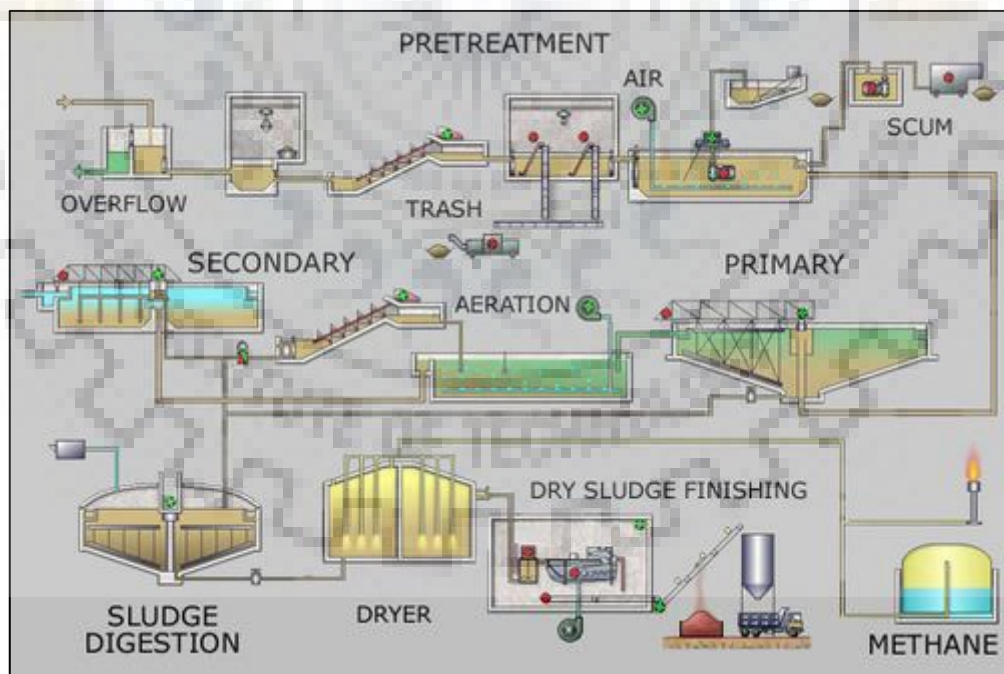 PRETREATMENT
AIR
SCUM
OVERFLOW
TRASH
SECONDARY
AERATION
PRIMARY
DRY SLUDGE FINISHING
SLUDGE
DIGESTION
DRYER
METHANE